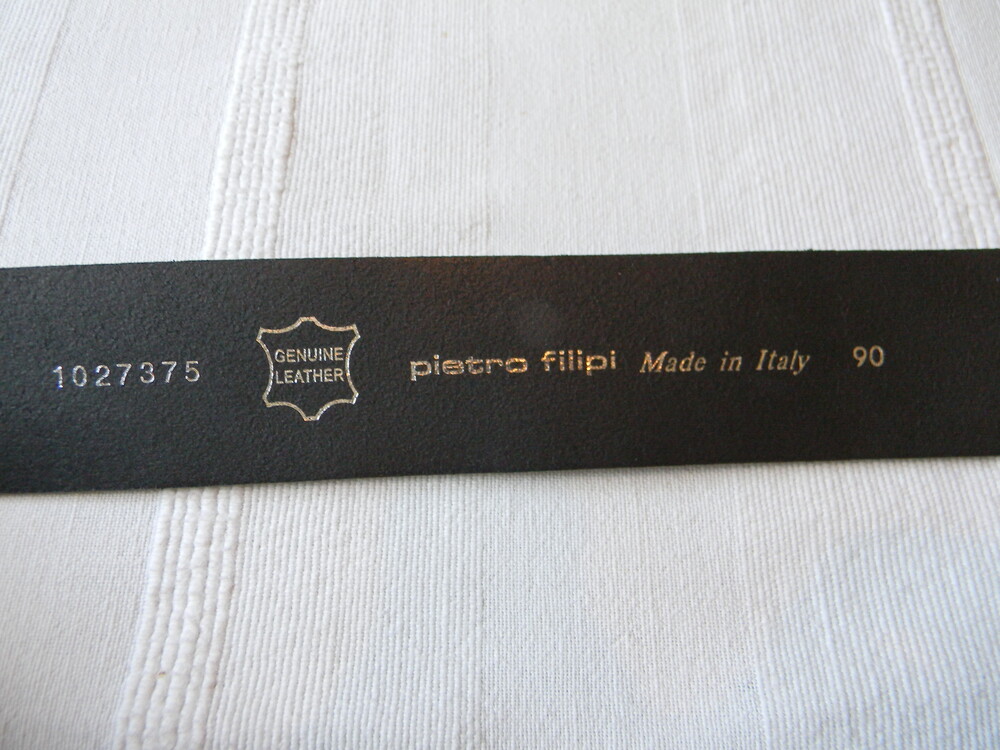 1027375
GENUINE
LEATHER
pietro filipi Made in Italy 90